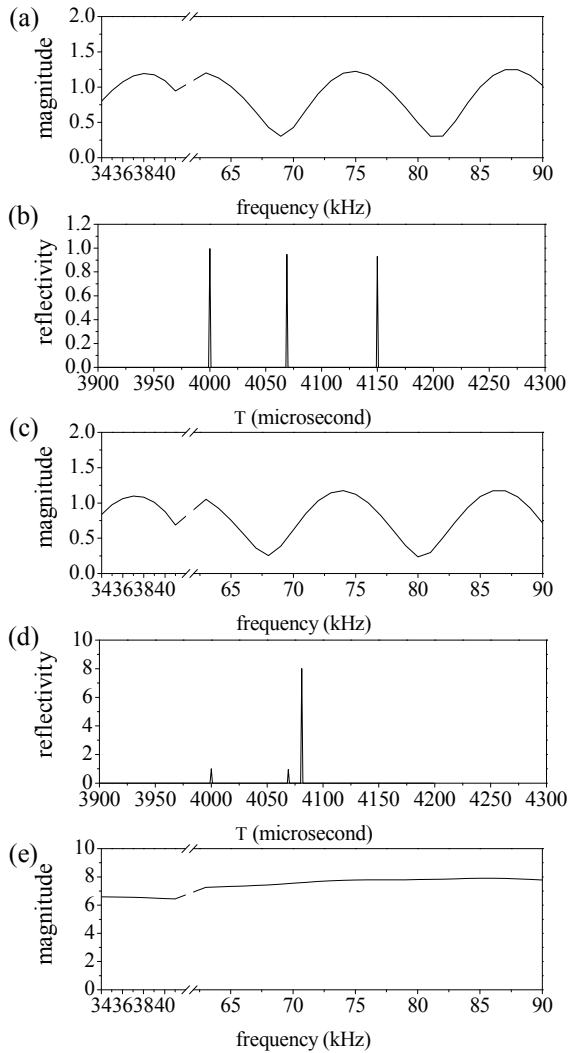 (a)
2.0
1.5
1.0
0.5
0.0
magnitude
34363840 65 70 75 80 85 90
frequency (kHz)
(b)
1.2
1.0
0.8
0.6
0.4
0.2
0.0
reflectivity
3900 3950 4000 4050 4100 4150 4200 4250 4300
T (microsecond)
(c)
2.0
1.5
1.0
0.5
0.0
magnitude
34363840 65 70 75 80 85 90
frequency (kHz)
(d)
10
8
6
4
2
0
reflectivity
3900 3950 4000 4050 4100 4150 4200 4250 4300
T (microsecond)
(e)
10
8
6
4
2
0
magnitude
34363840 65 70 75 80 85 90
frequency (kHz)